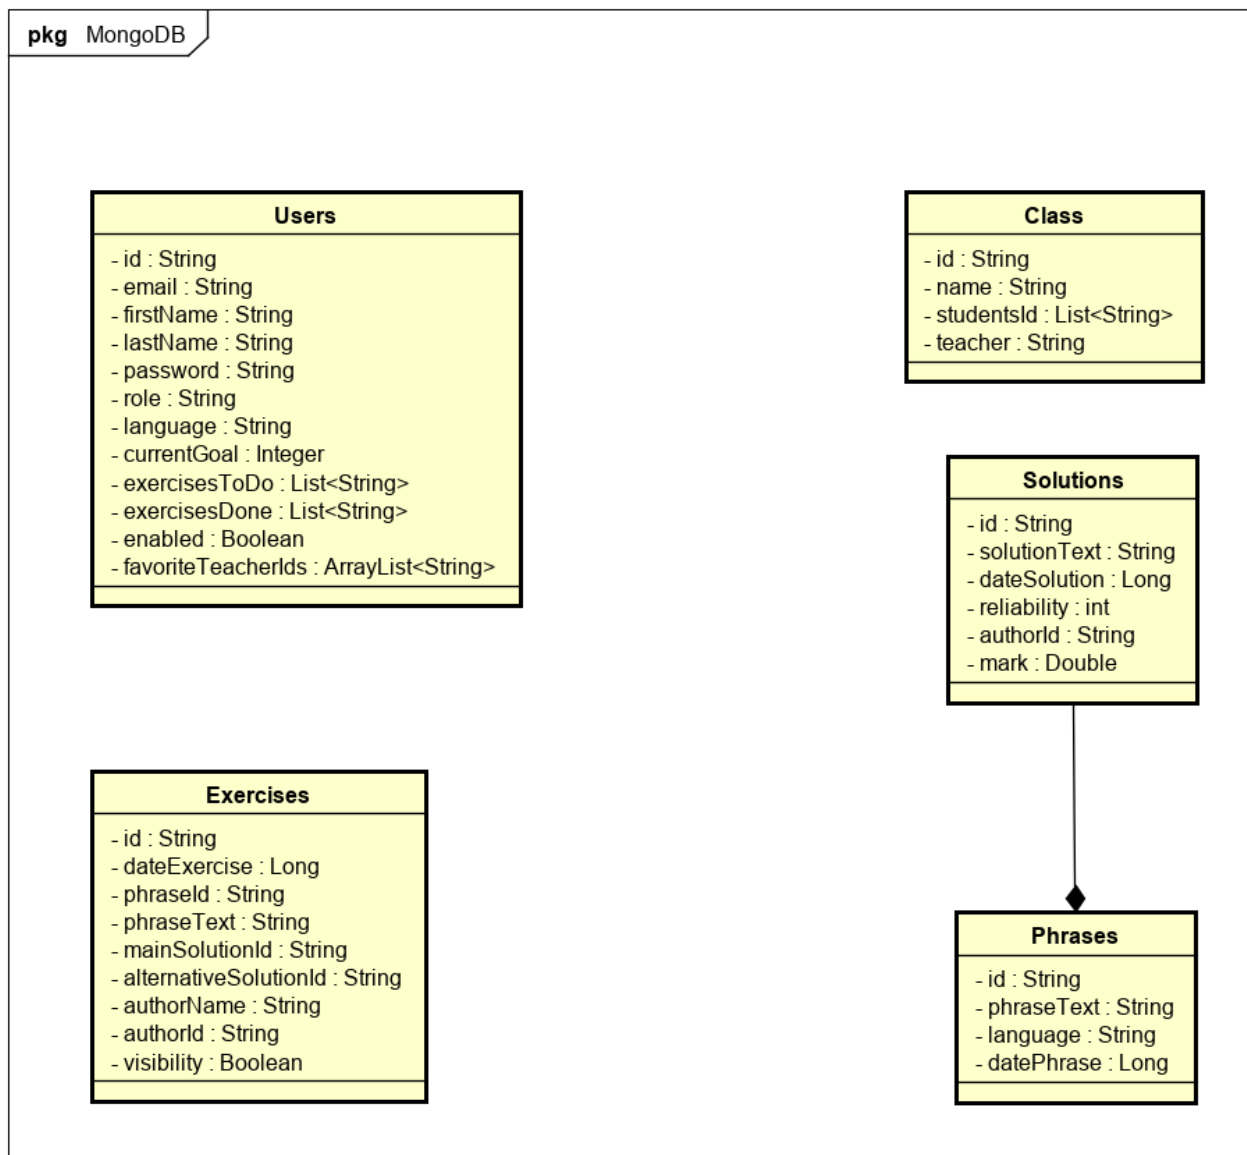 pkg MongoDB
Users
- id : String
- email : String
- firstName : String
- lastName : String
- password : String
- role : String
- language : String
- currentGoal : Integer
- exercisesToDo : List<String>
- exercisesDone : List<String>
- enabled : Boolean
- favoriteTeacherIds : ArrayList<String>
Class
- id : String
- name : String
- studentsId : List<String>
- teacher : String
Solutions
- id : String
- solutionText : String
- dateSolution : Long
- reliability : int
- authorId : String
- mark : Double
Exercises
- id : String
- dateExercise : Long
- phraseId : String
- phraseText : String
- mainSolutionId : String
- alternativeSolutionId : String
- authorName : String
- authorId : String
- visibility : Boolean
Phrases
- id : String
- phraseText : String
- language : String
- datePhrase : Long